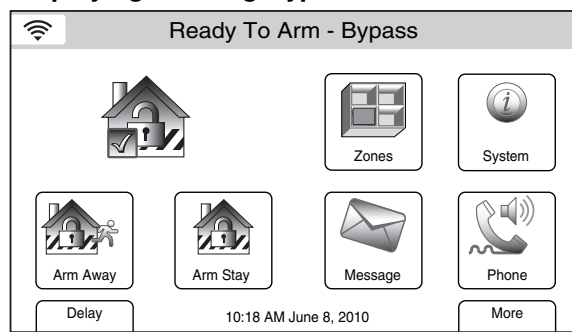 Ready To Arm - Bypass
Zones
System
Arm Away
Arm Stay
Message
Phone
Delay
10:18 AM June 8, 2010
More